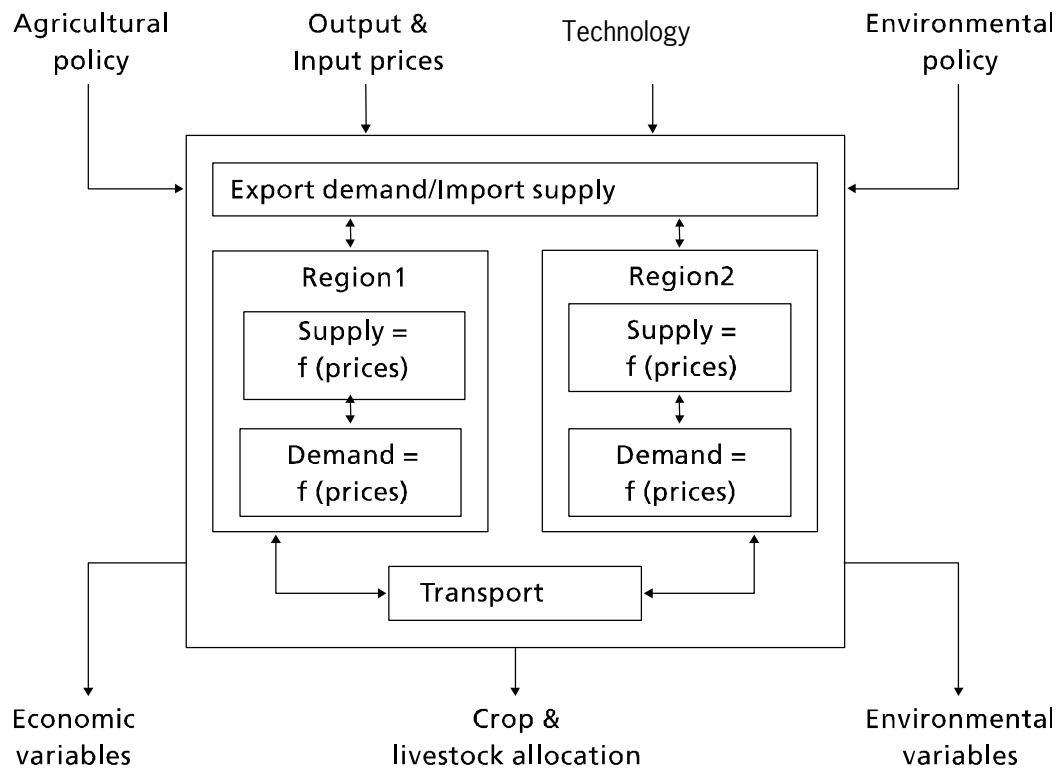 Agricultural
policy
Output &
Input prices
Technology
Environmental
policy
Export demand/Import supply
Region1
Supply =
f (prices)
Demand =
f (prices)
Region2
Supply =
f (prices)
Demand =
f (prices)
Transport
Economic
variables
Crop &
livestock allocation
Environmental
variables